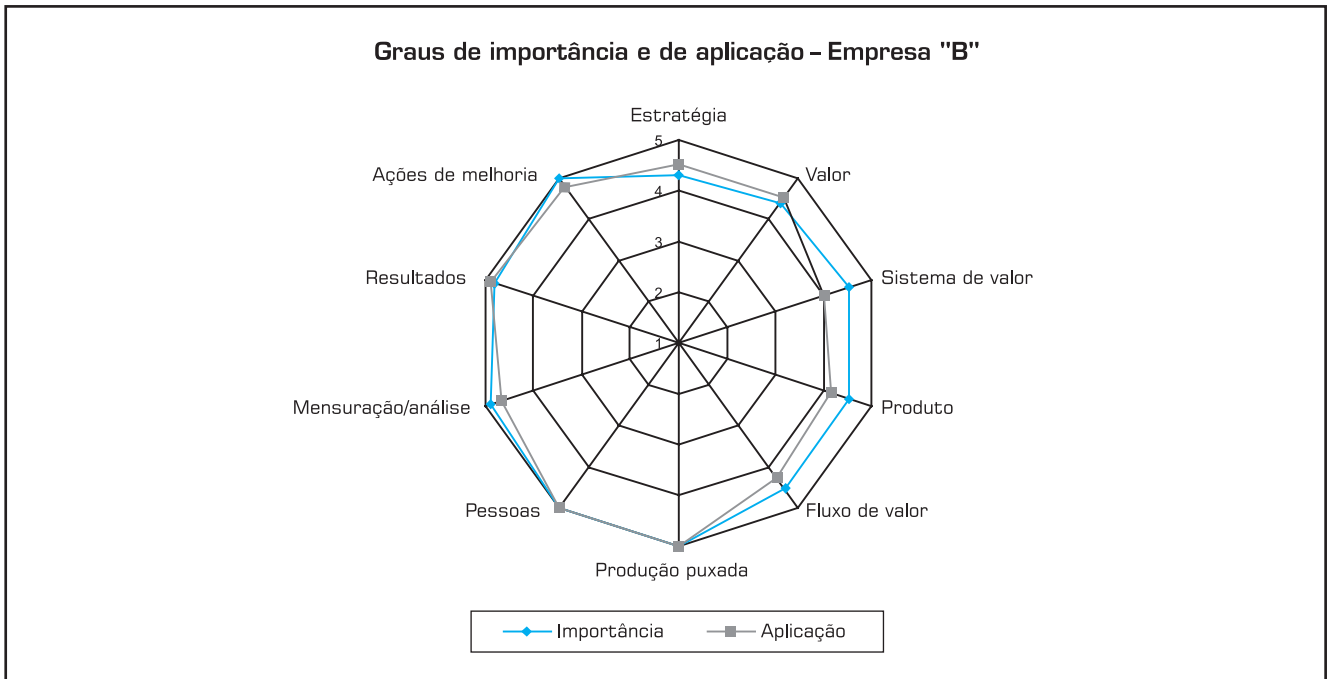 Graus de importância e de aplicação – Empresa "B"
Estratégia
5
Ações de melhoria
Valor
4
3
Resultados
Sistema de valor
2
1
Mensuração/análise
Produto
Pessoas
Fluxo de valor
Produção puxada
Importância
Aplicação